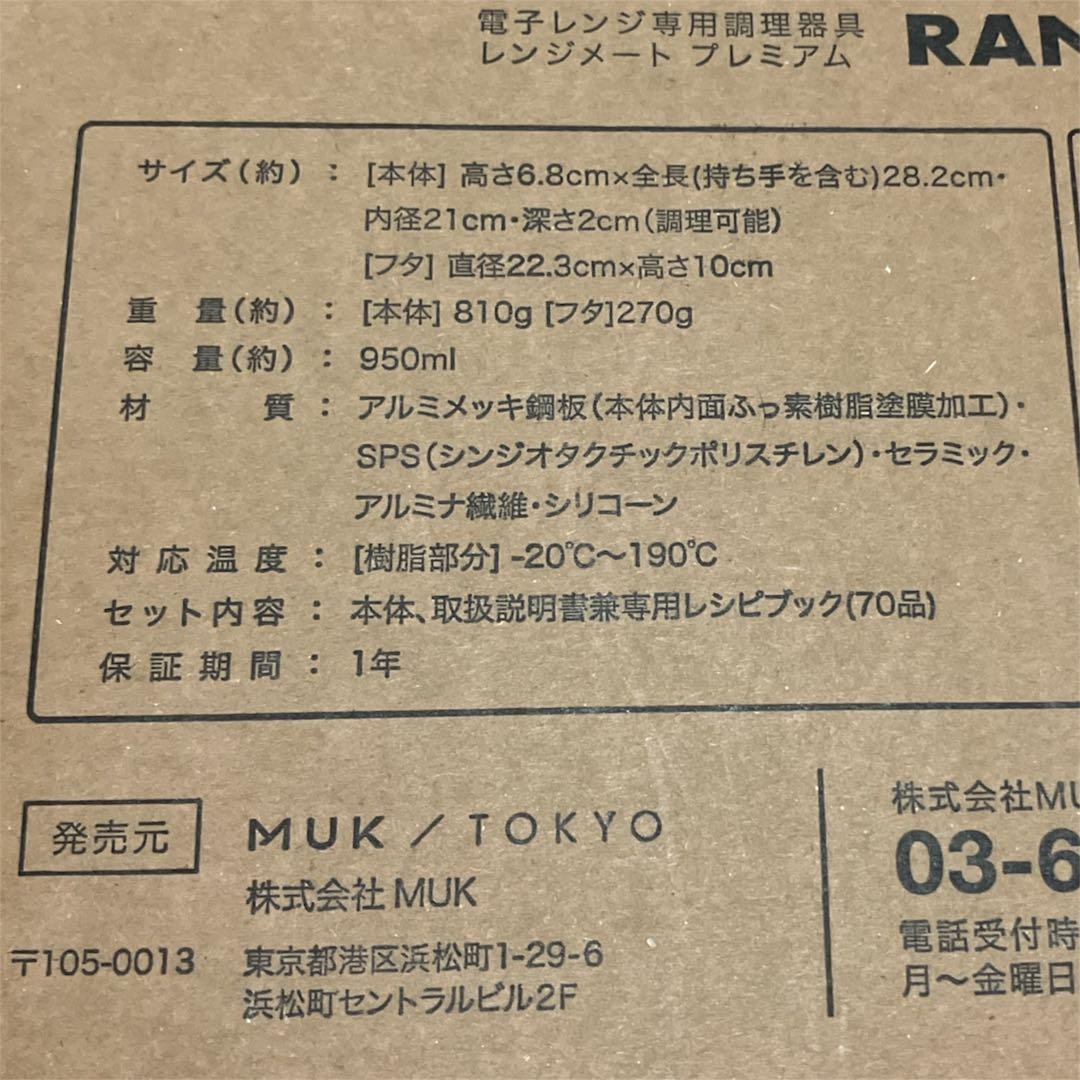 電子レンジ専用調理器具
レンジメート プレミアム
RAN
サイズ(約)： [本体] 高さ6.8cm×全長(持ち手を含む)28.2cm・
内径21cm・深さ2cm(調理可能)
[フタ] 直径22.3cm×高さ10cm
重 量(約)： [本体] 810g [フタ]270g
容 量(約)： 950ml
材 質： アルミメッキ鋼板(本体内面ふっ素樹脂塗膜加工)・
SPS(シンジオタクチックポリスチレン)・セラミック・
アルミナ繊維・シリコーン
対応温度： [樹脂部分] -20℃～190℃
セット内容： 本体、取扱説明書兼専用レシピブック(70品)
保証期間： 1年
発売元
MUK / TOKYO
株式会社 MUK
〒105-0013 東京都港区浜松町1-29-6
浜松町セントラルビル2F
株式会社MU
03-6
電話受付時
月～金曜日